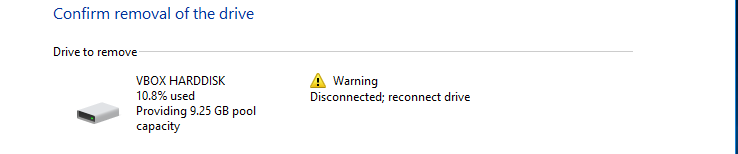 Confirm removal of the drive
Drive to remove
VBOX HARDDISK
10.8% used
Providing 9.25 GB pool
capacity
Warning
Disconnected; reconnect drive